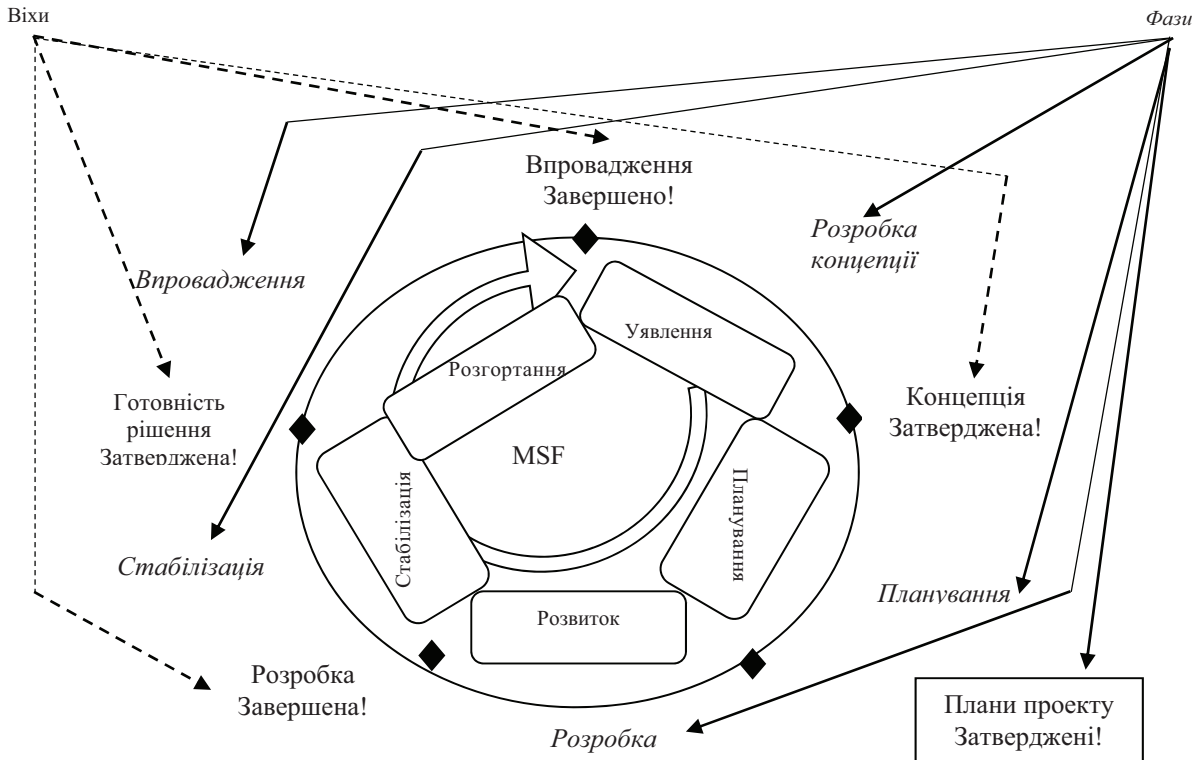 Віхи
Фази
Впровадження
Завершено!
Розробка
концепції
Впровадження
Уявлення
Розгортання
Готовність
рішення
Затверджена!
Концепція
Затверджена!
MSF
Стабілізація
Планування
Стабілізація
Планування
Розвиток
Розробка
Завершена!
Розробка
Плани проекту
Затверджені!